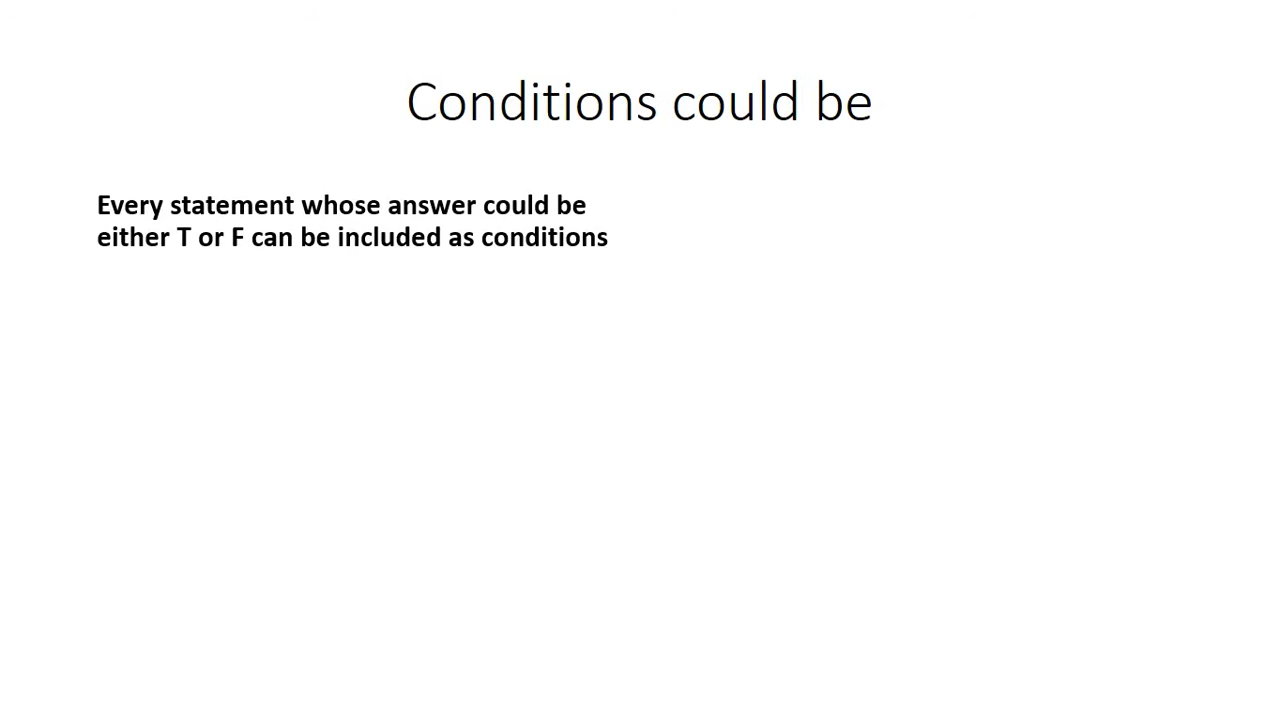 Conditions could be
Every statement whose answer could be
either T or F can be included as conditions